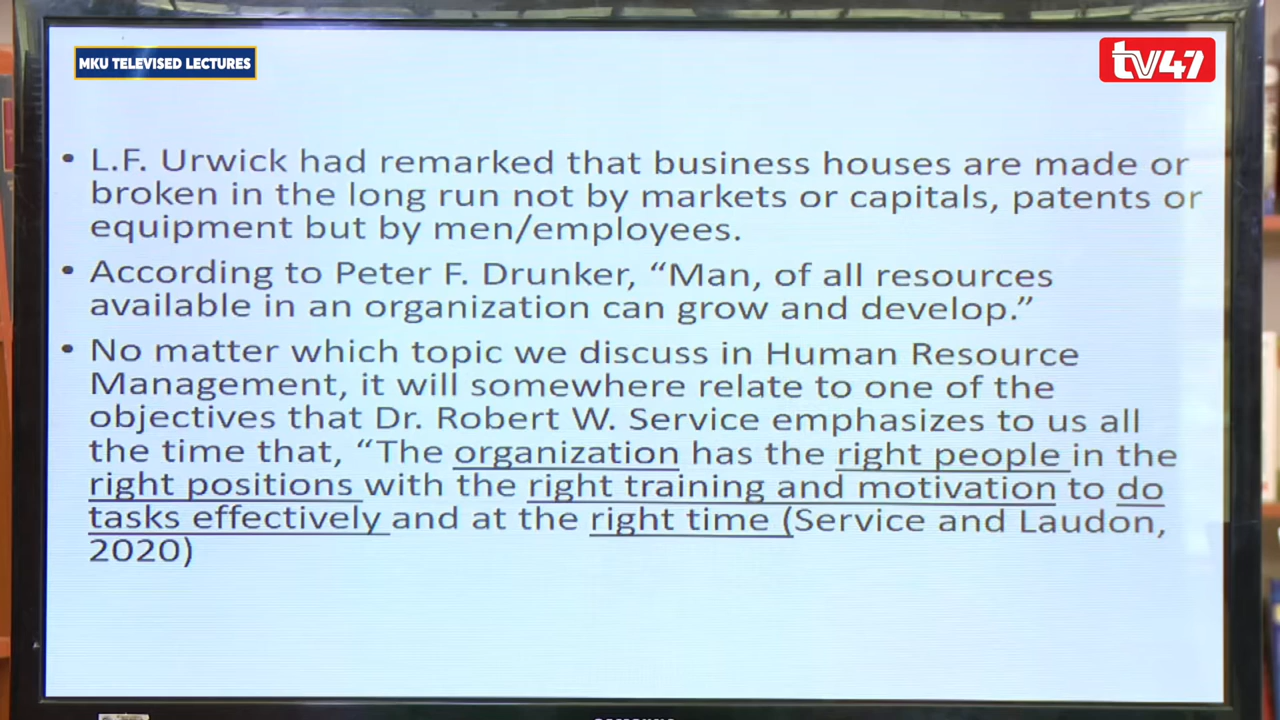 MKU TELEVISED LECTURES
tv47
• L.F. Urwick had remarked that business houses are made or
broken in the long run not by markets or capitals, patents or
equipment but by men/employees.
• According to Peter F. Drunker, “Man, of all resources
available in an organization can grow and develop.”
• No matter which topic we discuss in Human Resource
Management, it will somewhere relate to one of the
objectives that Dr. Robert W. Service emphasizes to us all
the time that, “The organization has the right people in the
right positions with the right training and motivation to do
tasks effectively and at the right time (Service and Laudon,
2020)